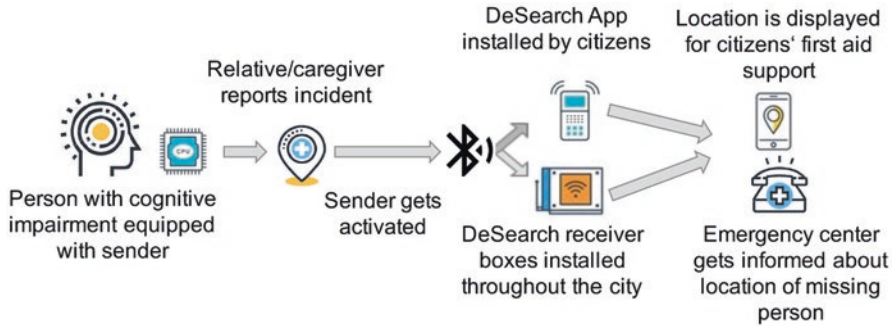 Person with cognitive
impairment equipped
with sender
CPU
Relative/caregiver
reports incident
Sender gets
activated
DeSearch App
installed by citizens
DeSearch receiver
boxes installed
throughout the city
Location is displayed
for citizens‘ first aid
support
Emergency center
gets informed about
location of missing
person